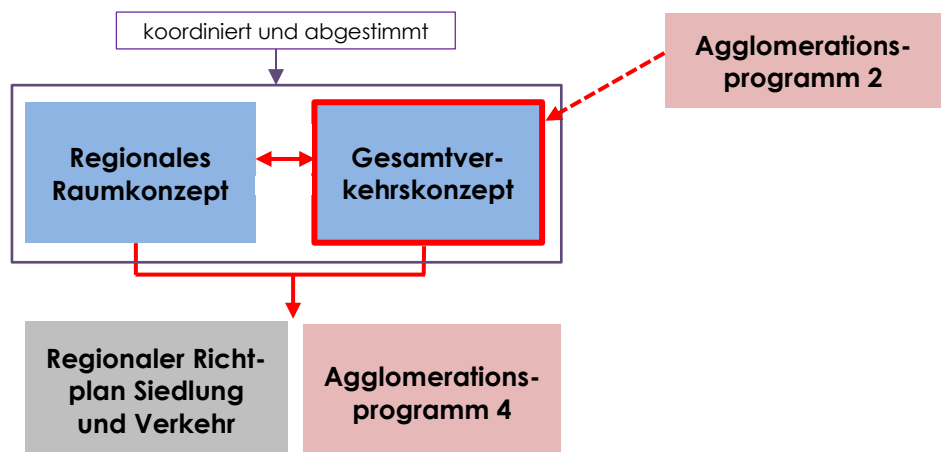 koordiniert und abgestimmt
Agglomerations-
programm 2
Regionales
Raumkonzept
Gesamtver-
kehrskonzept
Regionaler Richt-
plan Siedlung
und Verkehr
Agglomerations-
programm 4